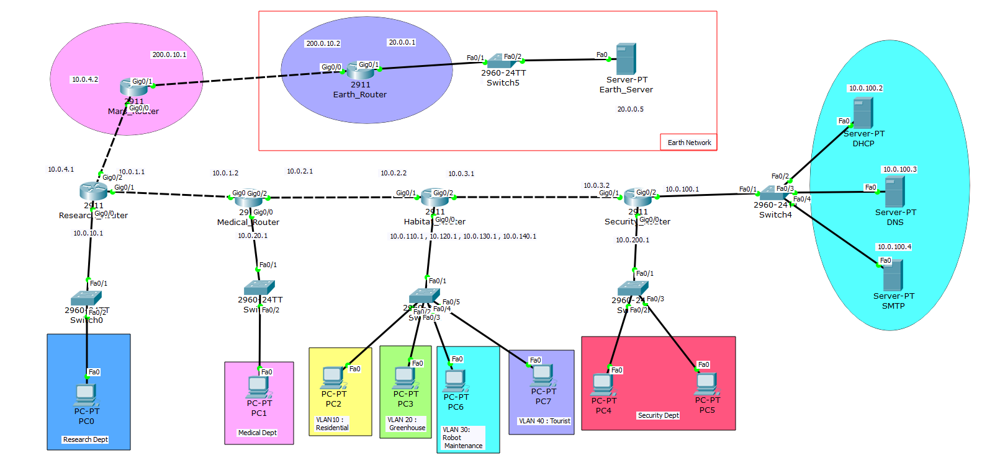 200.0.10.1
10.0.4.2
Gig0/1
2911
Gig0/0
200.0.10.2
20.0.0.1
Gig0/0
Gig0/1
2911
Earth_Router
Fa0/1
Fa0/2
2960-24TT
Switch5
Fa0
Server-PT
Earth_Server
20.0.0.5
Earth Network
10.0.100.2
Fa0
Server-PT
DHCP
10.0.4.1
10.0.1.1
Gig0/2
Gig0/1
2911
Gig0/0
10.0.10.1
10.0.1.2
10.0.2.1
Gig0/2
Gig0/0
10.0.20.1
10.0.2.2
10.0.3.1
Gig0/1
Gig0/2
2911
Gig0/0
10.0.110.1 , 10.120.1 , 10.0.130.1 , 10.0.140.1
10.0.3.2
Gig0/1
Gig0/2
2911
Gig0/0
10.0.200.1
10.0.100.1
Fa0/1
Fa0/2
Fa0/3
Fa0/4
Switch4
10.0.100.3
Fa0
Server-PT
DNS
10.0.100.4
Fa0
Server-PT
SMTP
Fa0/1
Fa0/2
Switch0
Fa0/1
2960-24TT
Fa0/2
Fa0/1
Fa0/5
Fa0/4
Fa0/2
Fa0/3
Fa0/1
Fa0/3
Fa0/2
Fa0
PC-PT
PC0
Research Dept
Fa0
PC-PT
PC1
Medical Dept
Fa0
PC-PT
PC2
VLAN10 :
Residential
Fa0
PC-PT
PC3
VLAN 20 :
Greenhouse
Fa0
PC-PT
PC6
VLAN 30:
Robot
Maintenance
Fa0
PC-PT
PC7
VLAN 40 : Tourist
Fa0
PC-PT
PC4
Fa0
PC-PT
PC5
Security Dept